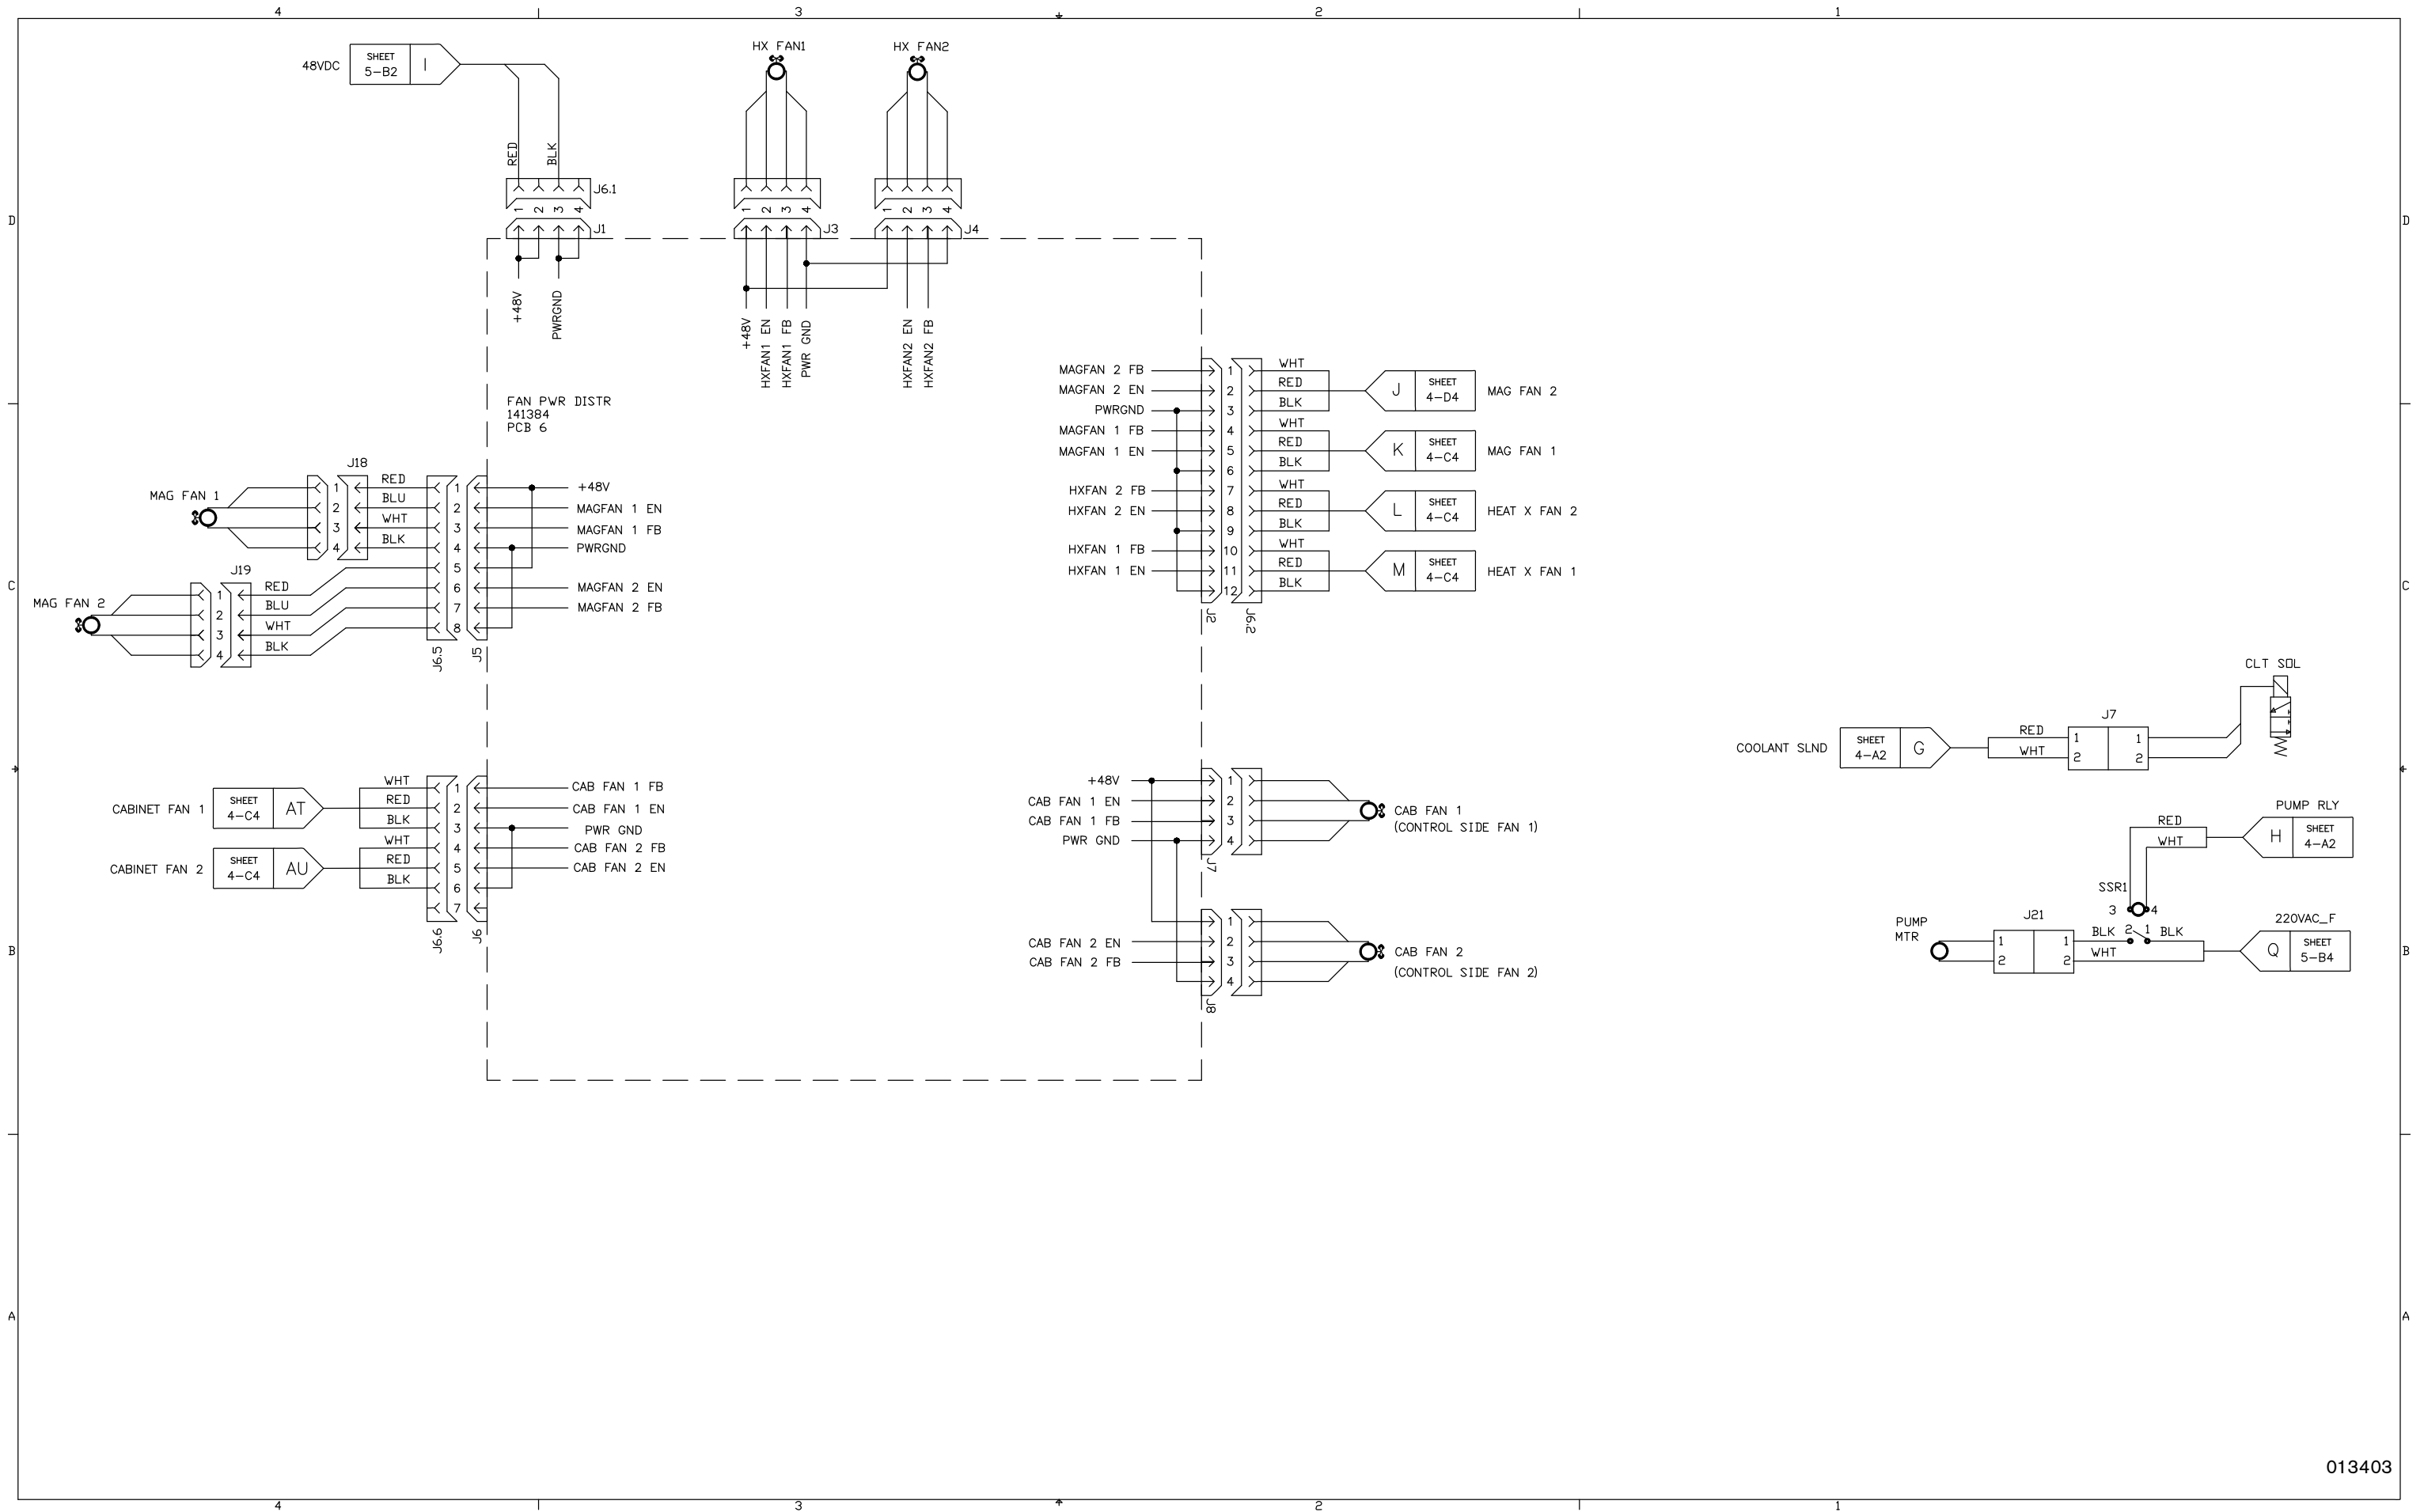 4 3 2 1
48VDC
SHEET
5-B2
I
RED
BLK
J6.1
1 2 3 4
J1
+48V
PWRGND
HX FAN1
1 2 3 4
J3
+48V
HXFAN1 EN
HXFAN1 FB
PWR GND
HX FAN2
1 2 3 4
J4
HXFAN2 EN
HXFAN2 FB
D
D
FAN PWR DISTR
141384
PCB 6
MAGFAN 2 FB 1 WHT
MAGFAN 2 EN 2 RED
PWRGND 3 BLK
J
SHEET
4-D4
MAG FAN 2
MAGFAN 1 FB 4 WHT
MAGFAN 1 EN 5 RED
6 BLK
K
SHEET
4-C4
MAG FAN 1
HXFAN 2 FB 7 WHT
HXFAN 2 EN 8 RED
9 BLK
L
SHEET
4-C4
HEAT X FAN 2
HXFAN 1 FB 10 WHT
HXFAN 1 EN 11 RED
12 BLK
M
SHEET
4-C4
HEAT X FAN 1
J2
J6.2
MAG FAN 1
J18
1 RED 1 +48V
2 BLU 2 MAGFAN 1 EN
3 WHT 3 MAGFAN 1 FB
4 BLK 4 PWRGND
MAG FAN 2
J19
1 RED 5
2 BLU 6 MAGFAN 2 EN
3 WHT 7 MAGFAN 2 FB
4 BLK 8
J6.5
J5
C
C
CLT SOL
COOLANT SLND
SHEET
4-A2
G
RED
WHT
J7
1 1
2 2
CABINET FAN 1
SHEET
4-C4
AT
WHT 1 CAB FAN 1 FB
RED 2 CAB FAN 1 EN
BLK 3 PWR GND
CABINET FAN 2
SHEET
4-C4
AU
WHT 4 CAB FAN 2 FB
RED 5 CAB FAN 2 EN
BLK 6
7
J6.6
J6
+48V 1
CAB FAN 1 EN 2
CAB FAN 1 FB 3
PWR GND 4
J7
CAB FAN 1
(CONTROL SIDE FAN 1)
1
CAB FAN 2 EN 2
CAB FAN 2 FB 3
4
J8
CAB FAN 2
(CONTROL SIDE FAN 2)
PUMP RLY
RED
WHT
H
SHEET
4-A2
SSR1
3 4
PUMP
MTR
J21
1 1
2 2
BLK 2 1 BLK
WHT
220VAC_F
Q
SHEET
5-B4
B
B
A
A
013403
4 3 2 1